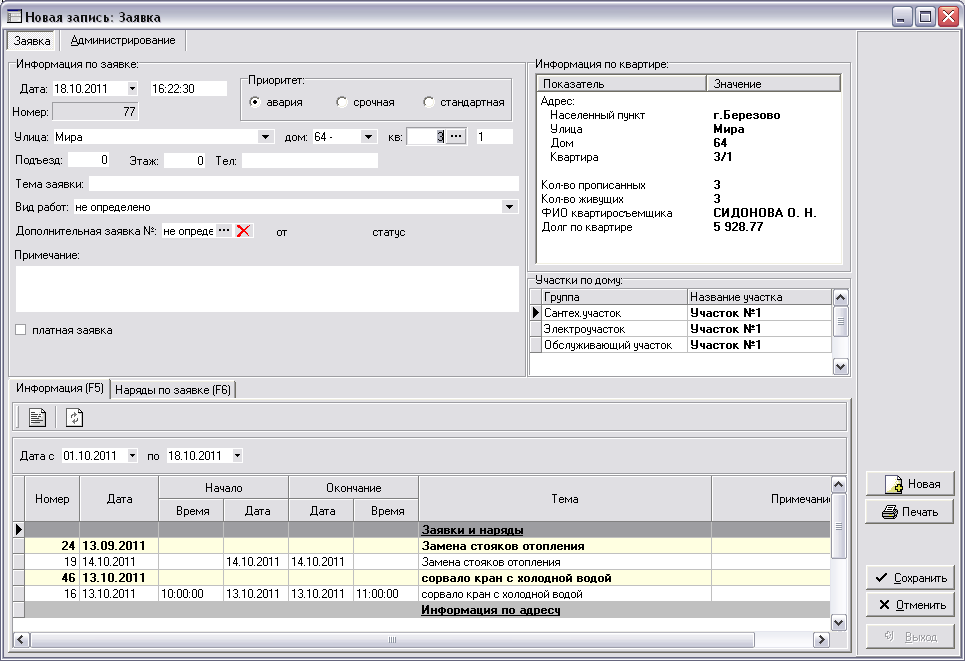 Новая запись: Заявка
Заявка Администрирование
Информация по заявке:
Дата: 18.10.2011 16:22:30
Приоритет:
авария срочная стандартная
Номер: 77
Улица: Мира дом: 64 - кв: 3 ... 1
Подъезд: 0 Этаж: 0 Тел:
Тема заявки:
Вид работ: не определено
Дополнительная заявка №: не опреде ... от статус
Примечание:
платная заявка
Информация по квартире:
Показатель Значение
Адрес:
Населенный пункт г.Березово
Улица Мира
Дом 64
Квартира 3/1
Кол-во прописанных 3
Кол-во живущих 3
ФИО квартиросъемщика СИДОНОВА О. Н.
Долг по квартире 5 928.77
Участки по дому:
Группа Название участка
Сантех.участок Участок №1
Электроучасток Участок №1
Обслуживающий участок Участок №1
Информация (F5) Наряды по заявке (F6)
Дата с 01.10.2011 по 18.10.2011
Номер Дата Начало Окончание Тема Примечание
Время Дата Дата Время
Заявки и наряды
24 13.09.2011 Замена стояков отопления
19 14.10.2011 14.10.2011 14.10.2011 Замена стояков отопления
46 13.10.2011 сорвало кран с холодной водой
16 13.10.2011 10:00:00 13.10.2011 13.10.2011 11:00:00 сорвало кран с холодной водой
Информация по адресу
Новая
Печать
Сохранить
Отменить
Выход